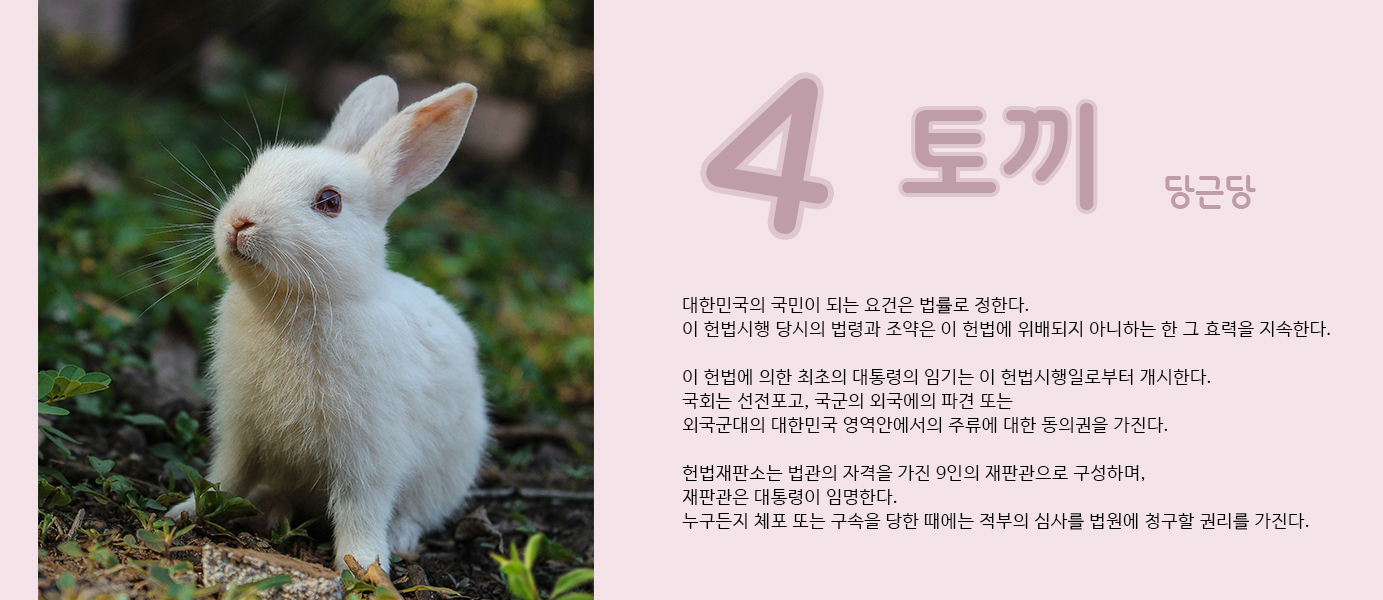 4 토끼 당근당
대한민국의 국민이 되는 요건은 법률로 정한다.
이 헌법시행 당시의 법령과 조약은 이 헌법에 위배되지 아니하는 한 그 효력을 지속한다.
이 헌법에 의한 최초의 대통령의 임기는 이 헌법시행일로부터 개시한다.
국회는 선전포고, 국군의 외국에의 파견 또는
외국군대의 대한민국 영역안에서의 주류에 대한 동의권을 가진다.
헌법재판소는 법관의 자격을 가진 9인의 재판관으로 구성하며,
재판관은 대통령이 임명한다.
누구든지 체포 또는 구속을 당한 때에는 적부의 심사를 법원에 청구할 권리를 가진다.